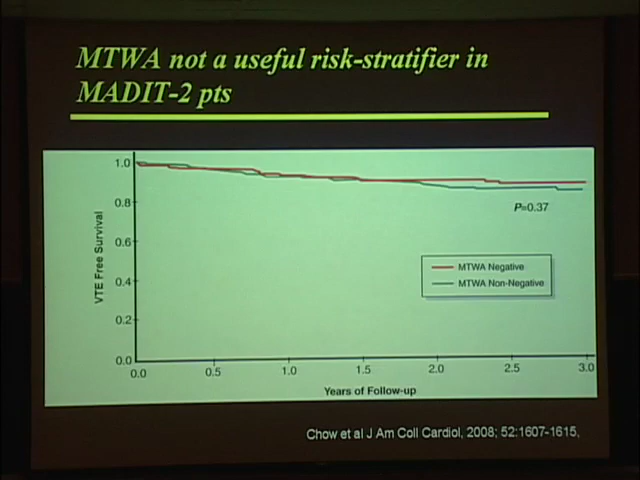 MTWA not a useful risk-stratifier in
MADIT-2 pts
1.0
0.8
0.6
0.4
0.2
0.0
VTE Free Survival
P=0.37
MTWA Negative
MTWA Non-Negative
0.0 0.5 1.0 1.5 2.0 2.5 3.0
Years of Follow-up
Chow et al J Am Coll Cardiol, 2008; 52:1607-1615,